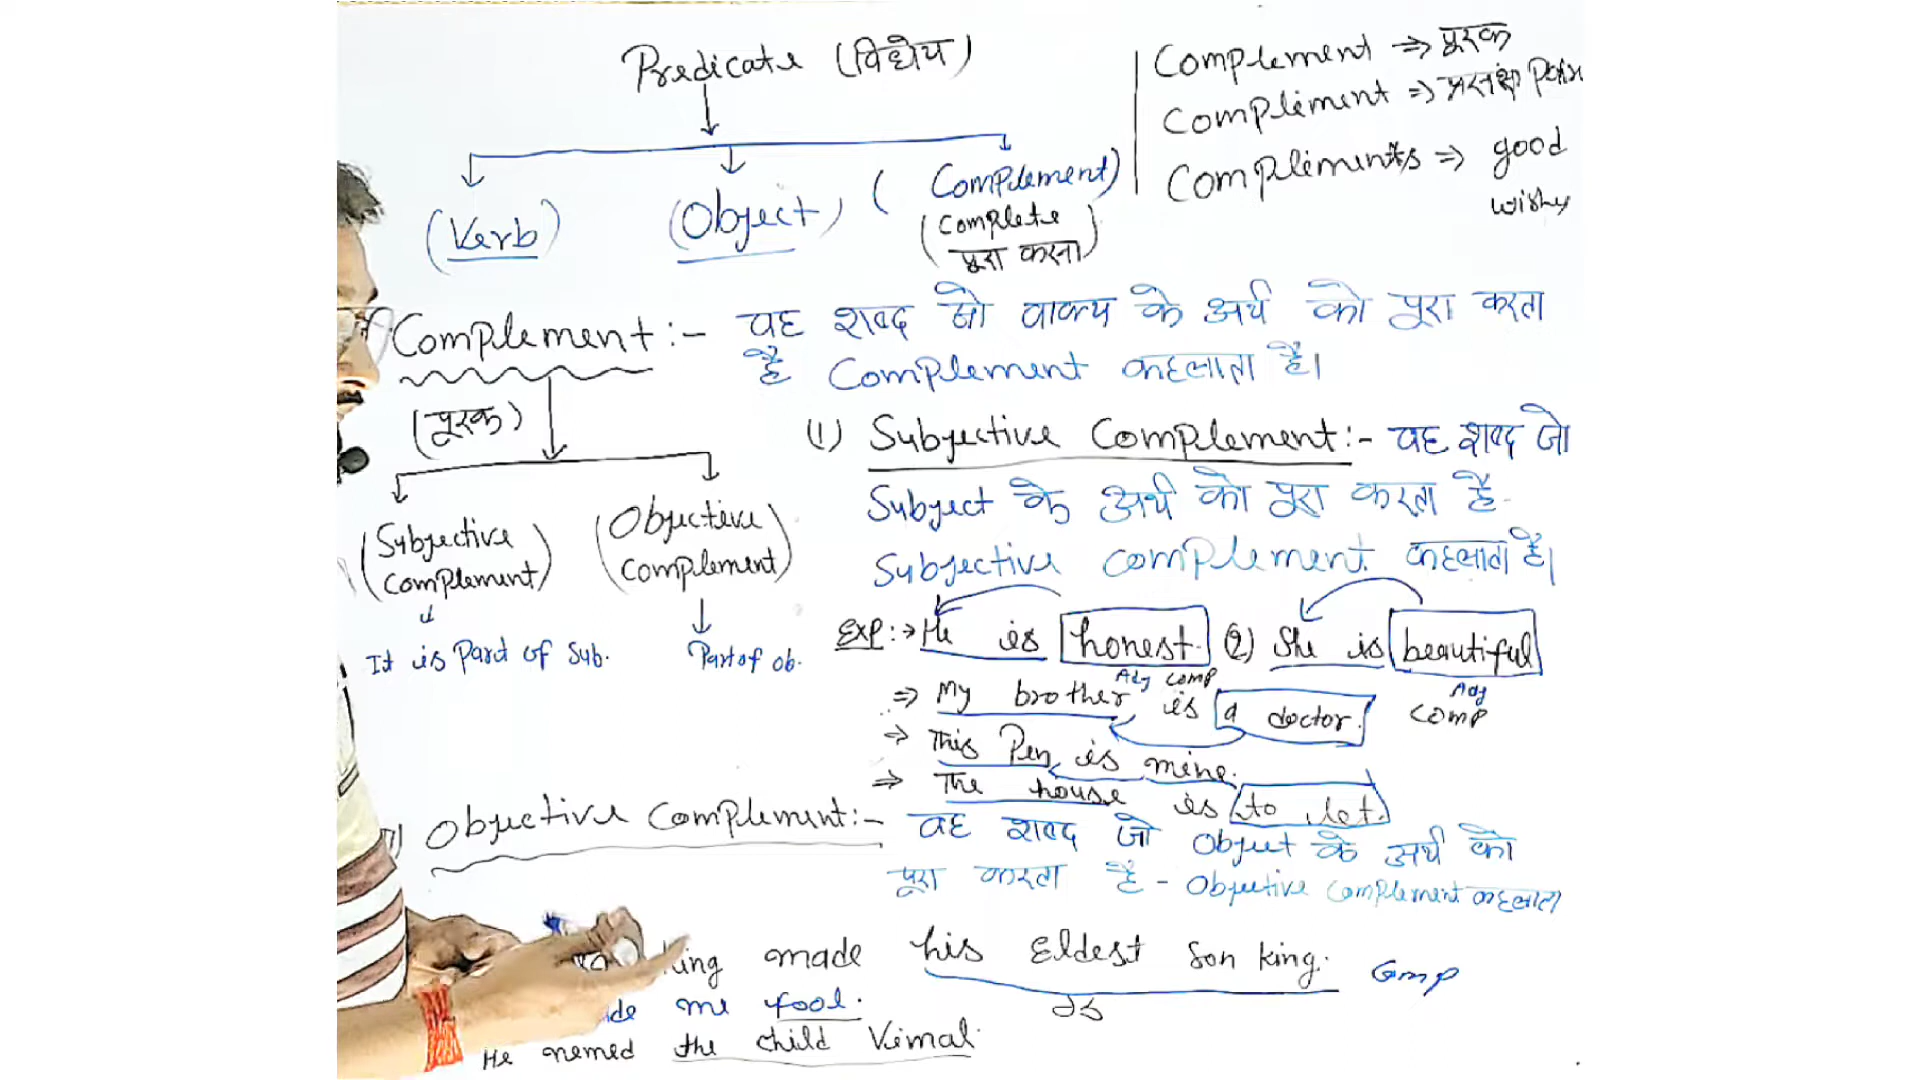 Predicate (विधेय)
(Verb) (Object) (Complement)
(Complete
पूरा करना)
Complement ⇒ पूरक
Compliment ⇒
Compliments ⇒ good
wishes
Complement :- वह शब्द जो वाक्य के अर्थ को पूरा करता
है Complement कहलाता है।
(पूरक)
(Subjective
Complement)
It is Part of Sub.
(Objective
Complement)
Part of ob.
(1) Subjective Complement :- वह शब्द जो
Subject के अर्थ को पूरा करता है-
Subjective complement कहलाता है।
Exp :→ He is honest. (2) She is beautiful
Adj Comp
Adj
Comp
⇒ My brother is a doctor.
⇒ This Pen is mine.
⇒ The house is to let.
Objective Complement :- वह शब्द जो Object के अर्थ को
पूरा करता है - Objective Complement कहलाता
king made his Eldest Son king. Comp
me fool.
He nemed the child Vimal.